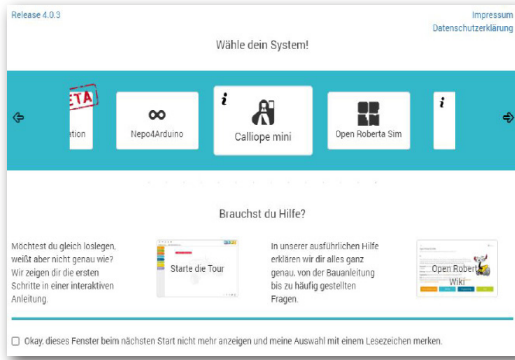 Release 4.0.3
Impressum
Datenschutzerklärung
Wähle dein System!
ETA
Nepo4Arduino
i
Calliope mini
Open Roberta Sim
i
Brauchst du Hilfe?
Möchtest du gleich loslegen,
weißt aber nicht genau wie?
Wir zeigen dir die ersten
Schritte in einer interaktiven
Anleitung.
Starte die Tour
In unserer ausführlichen Hilfe
erklären wir dir alles ganz
genau, von der Bauanleitung
bis zu häufig gestellten
Fragen.
Open Roberta
Wiki
Okay, dieses Fenster beim nächsten Start nicht mehr anzeigen und meine Auswahl mit einem Lesezeichen merken.